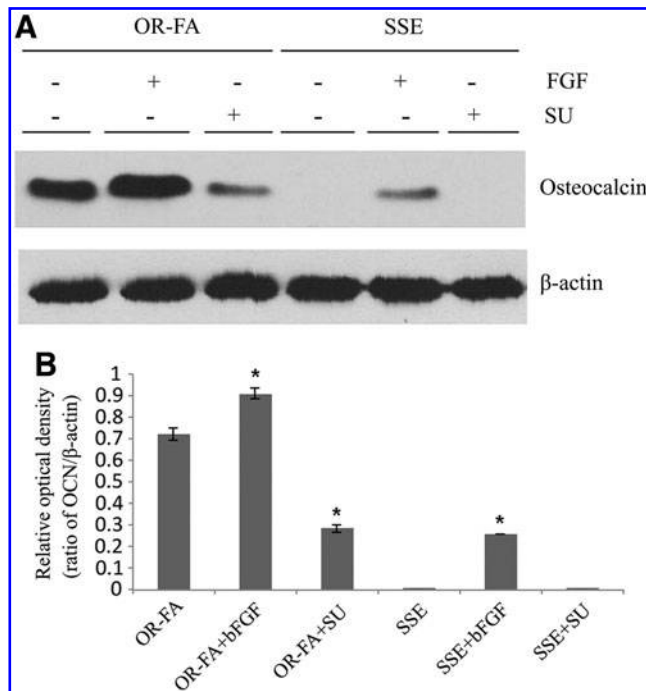 A
OR-FA SSE
- + - - + - FGF
- - + - - + SU
Osteocalcin
β-actin
B
Relative optical density
(ratio of OCN/β-actin)
1
0.9
0.8
0.7
0.6
0.5
0.4
0.3
0.2
0.1
0
*
*
*
OR-FA
OR-FA+bFGF
OR-FA+SU
SSE
SSE+bFGF
SSE+SU